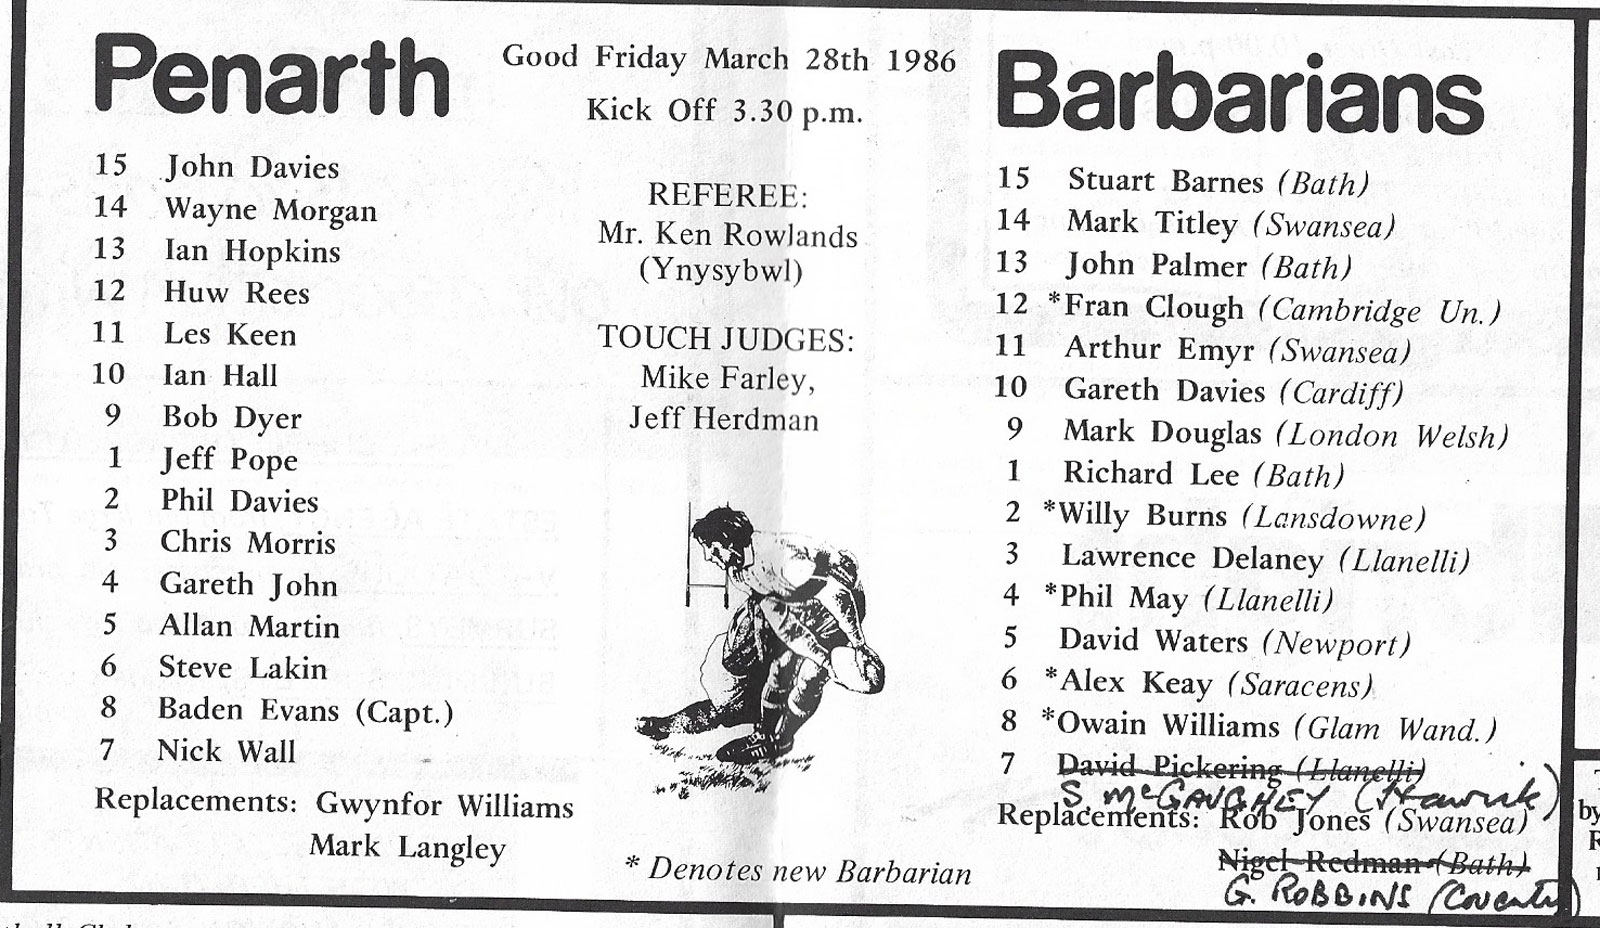 Penarth
15 John Davies
14 Wayne Morgan
13 Ian Hopkins
12 Huw Rees
11 Les Keen
10 Ian Hall
9 Bob Dyer
1 Jeff Pope
2 Phil Davies
3 Chris Morris
4 Gareth John
5 Allan Martin
6 Steve Lakin
8 Baden Evans (Capt.)
7 Nick Wall
Replacements: Gwynfor Williams
Mark Langley
Good Friday March 28th 1986
Kick Off 3.30 p.m.
REFEREE:
Mr. Ken Rowlands
(Ynysybwl)
TOUCH JUDGES:
Mike Farley,
Jeff Herdman
* Denotes new Barbarian
Barbarians
15 Stuart Barnes (Bath)
14 Mark Titley (Swansea)
13 John Palmer (Bath)
12 *Fran Clough (Cambridge Un.)
11 Arthur Emyr (Swansea)
10 Gareth Davies (Cardiff)
9 Mark Douglas (London Welsh)
1 Richard Lee (Bath)
2 *Willy Burns (Lansdowne)
3 Lawrence Delaney (Llanelli)
4 *Phil May (Llanelli)
5 David Waters (Newport)
6 *Alex Keay (Saracens)
8 *Owain Williams (Glam Wand.)
7 David Pickering (Llanelli)
S. McGAUGHEY (Hawick)
Replacements: Rob Jones (Swansea)
Nigel Redman (Bath)
G. ROBBINS (Coventry)
by